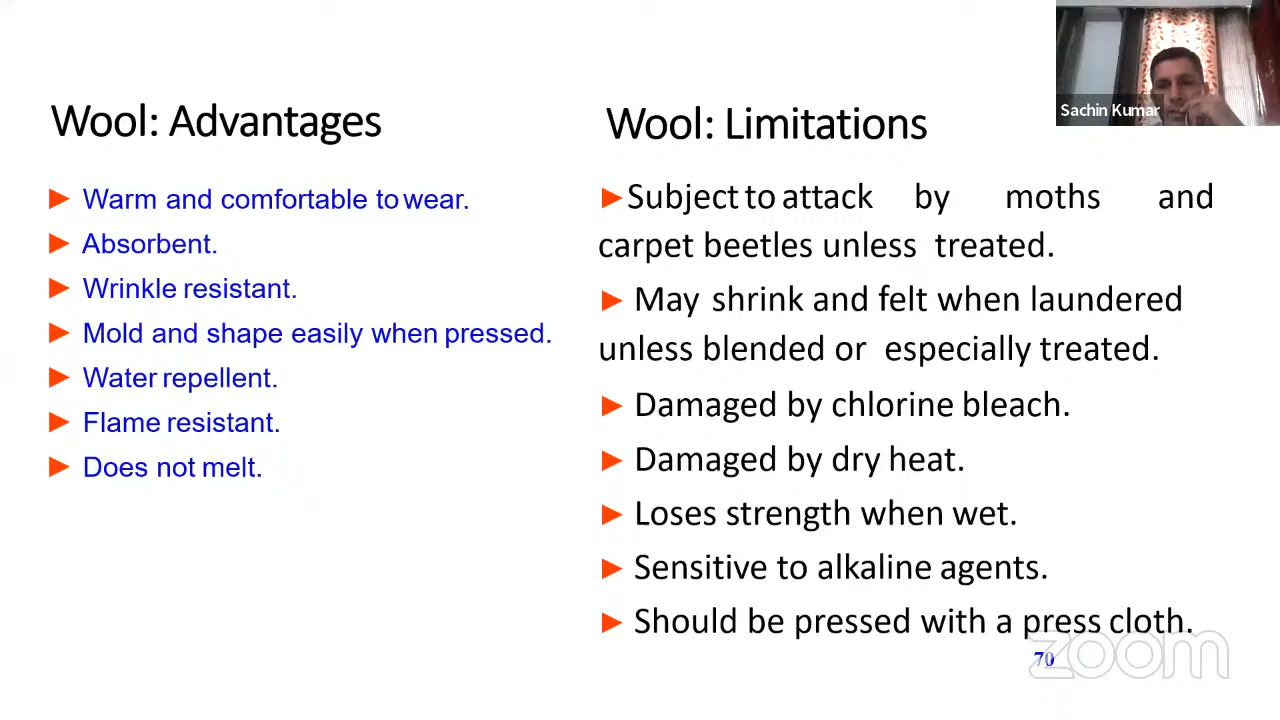 Sachin Kumar
Wool: Advantages
► Warm and comfortable to wear.
► Absorbent.
► Wrinkle resistant.
► Mold and shape easily when pressed.
► Water repellent.
► Flame resistant.
► Does not melt.
Wool: Limitations
►Subject to attack by moths and
carpet beetles unless treated.
► May shrink and felt when laundered
unless blended or especially treated.
► Damaged by chlorine bleach.
► Damaged by dry heat.
► Loses strength when wet.
► Sensitive to alkaline agents.
► Should be pressed with a press cloth.
70
zoom